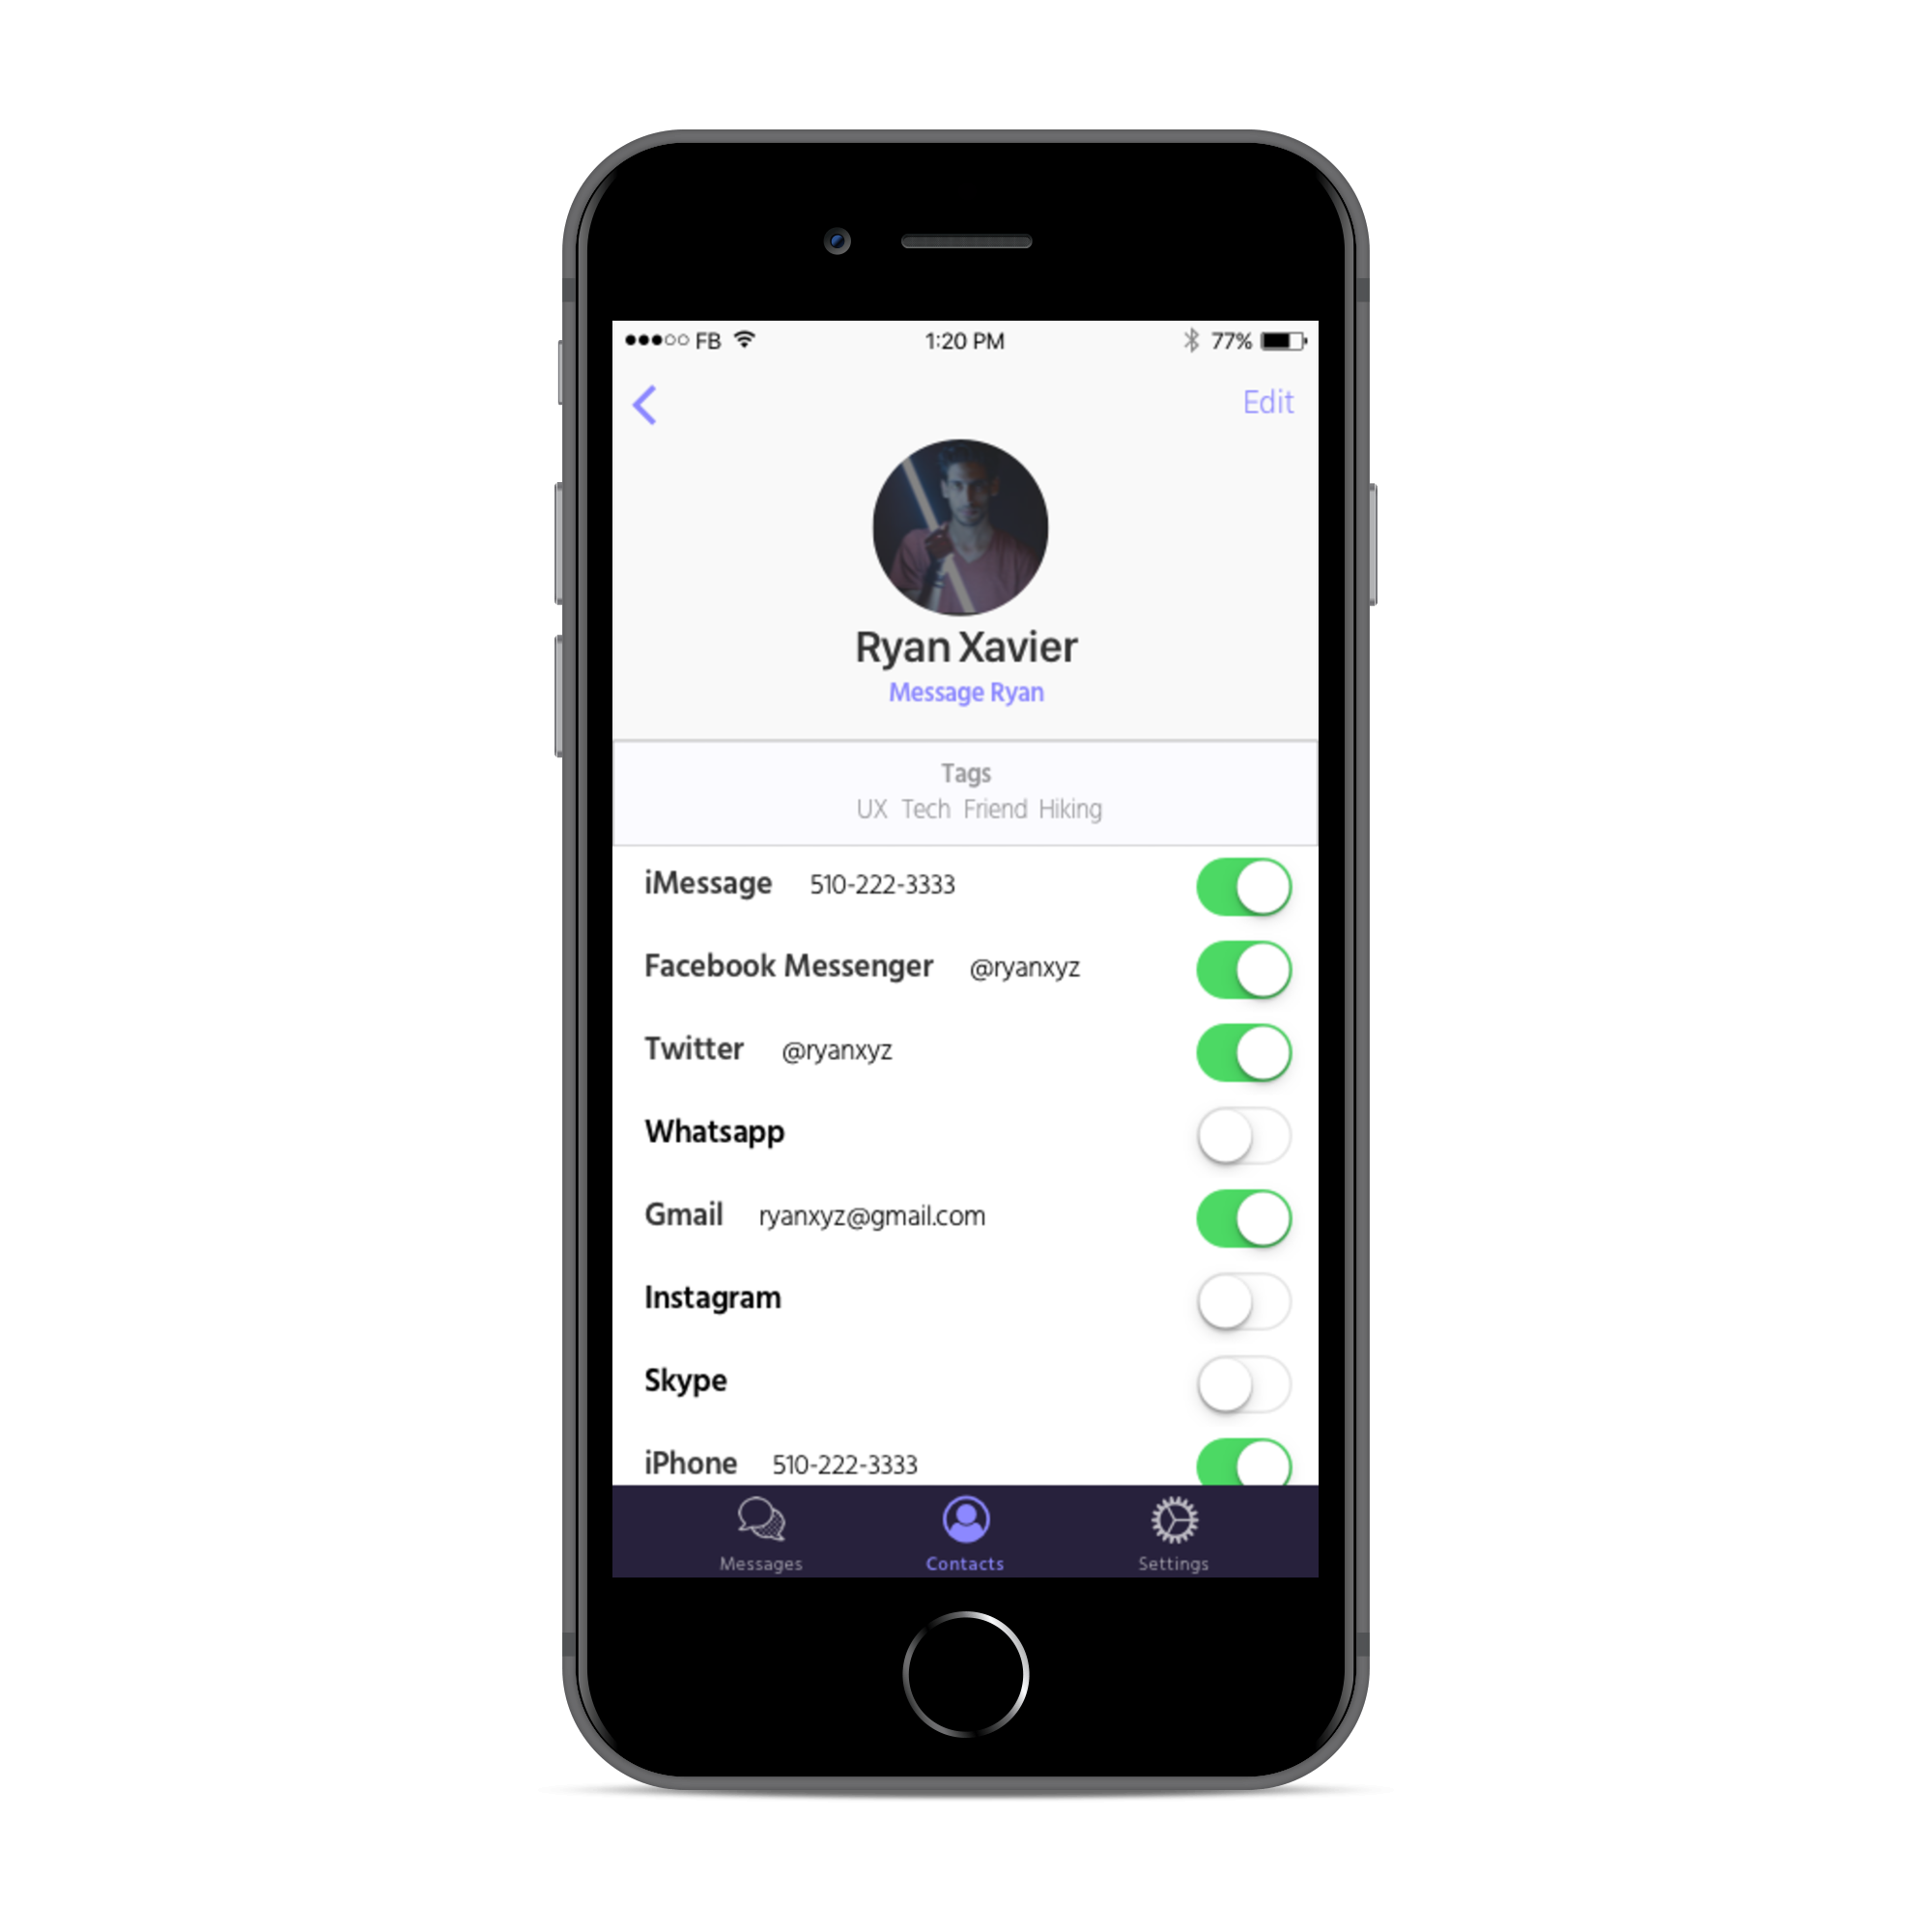 FB 1:20 PM 77%
Edit
Ryan Xavier
Message Ryan
Tags
UX Tech Friend Hiking
iMessage 510-222-3333
Facebook Messenger @ryanxyz
Twitter @ryanxyz
Whatsapp
Gmail ryanxyz@gmail.com
Instagram
Skype
iPhone 510-222-3333
Messages Contacts Settings